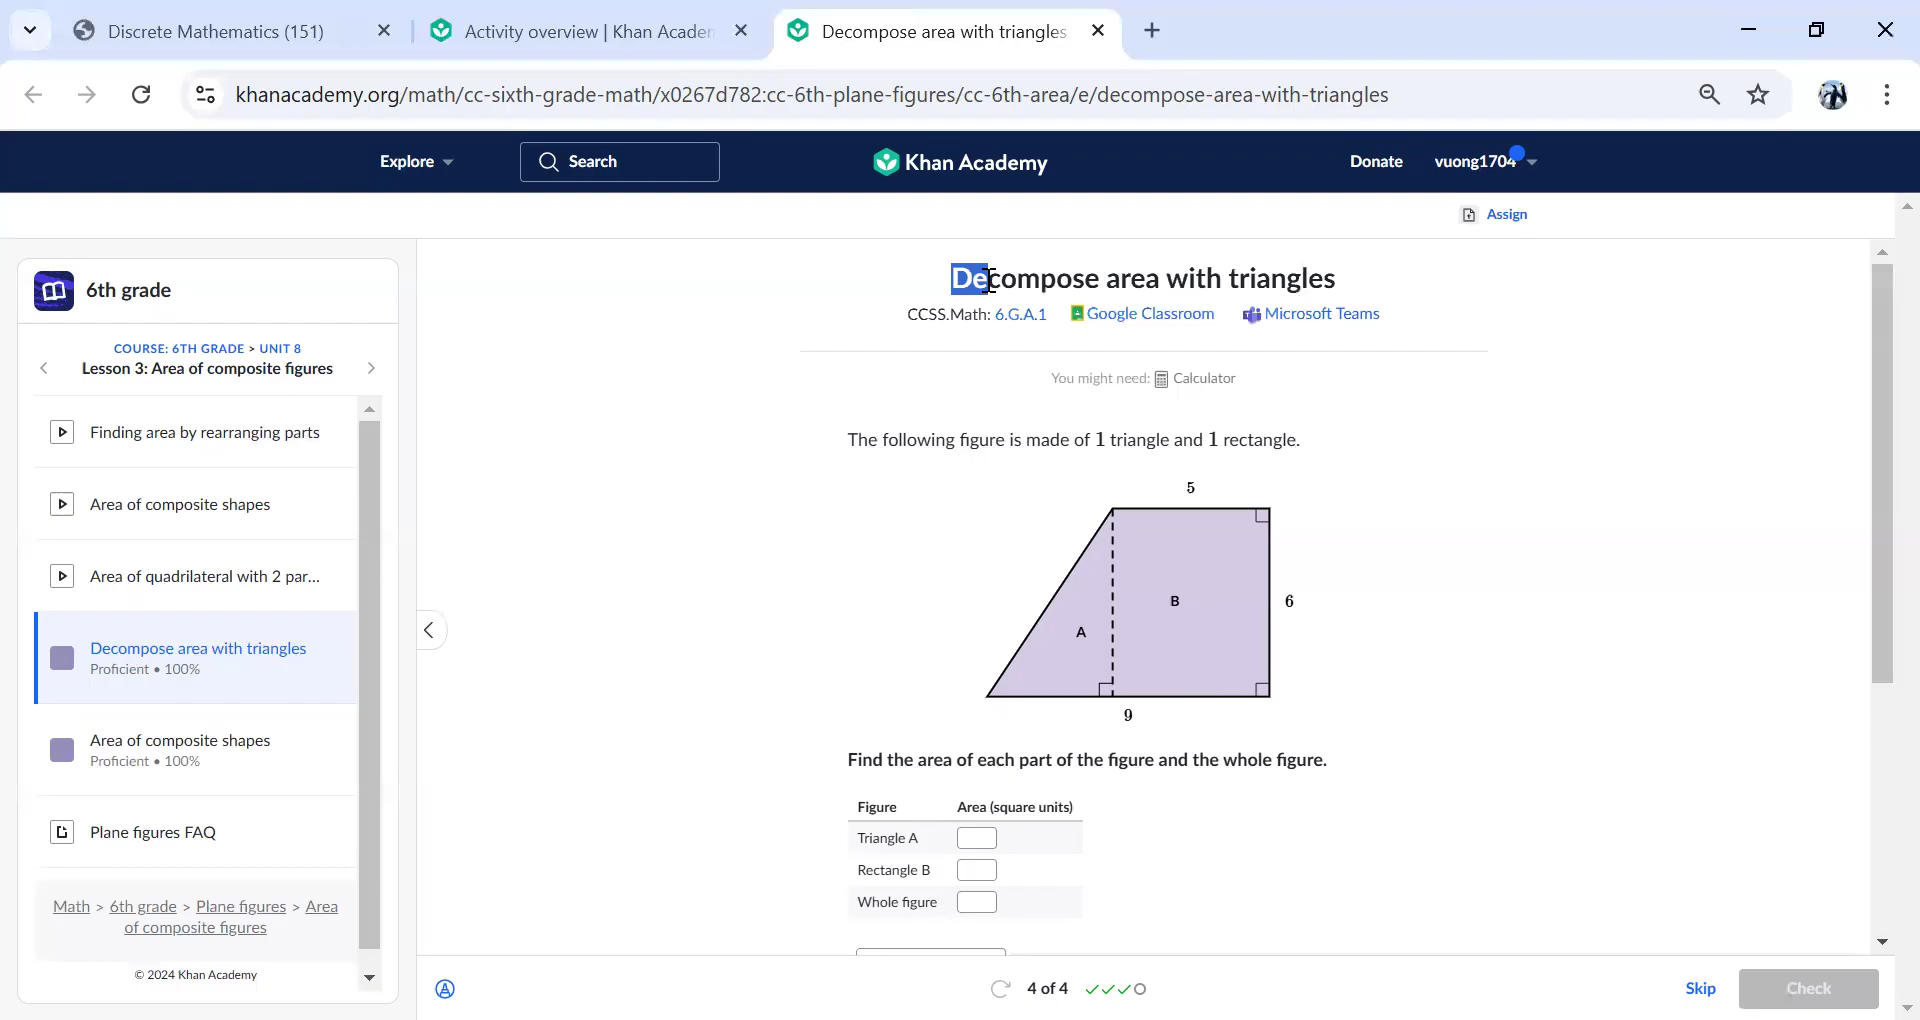 Discrete Mathematics (151)
Activity overview | Khan Academ
Decompose area with triangles
khanacademy.org/math/cc-sixth-grade-math/x0267d782:cc-6th-plane-figures/cc-6th-area/e/decompose-area-with-triangles
Explore
Search
Khan Academy
Donate
vuong1704
Assign
6th grade
COURSE: 6TH GRADE > UNIT 8
Lesson 3: Area of composite figures
Finding area by rearranging parts
Area of composite shapes
Area of quadrilateral with 2 par...
Decompose area with triangles
Proficient • 100%
Area of composite shapes
Proficient • 100%
Plane figures FAQ
Math > 6th grade > Plane figures > Area
of composite figures
© 2024 Khan Academy
Decompose area with triangles
CCSS.Math: 6.G.A.1 Google Classroom Microsoft Teams
You might need: Calculator
The following figure is made of 1 triangle and 1 rectangle.
5
B
6
A
9
Find the area of each part of the figure and the whole figure.
Figure Area (square units)
Triangle A
Rectangle B
Whole figure
4 of 4
Skip
Check